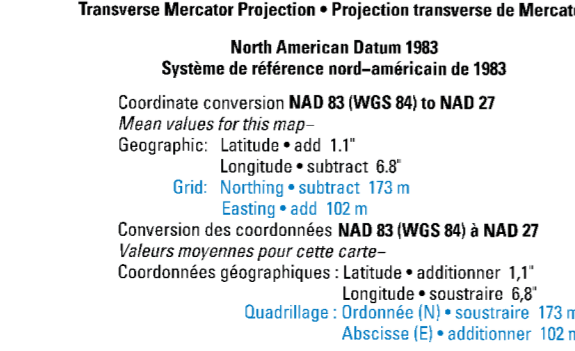 Transverse Mercator Projection • Projection transverse de Mercat
North American Datum 1983
Système de référence nord–américain de 1983
Coordinate conversion NAD 83 (WGS 84) to NAD 27
Mean values for this map–
Geographic: Latitude • add 1.1"
Longitude • subtract 6.8"
Grid: Northing • subtract 173 m
Easting • add 102 m
Conversion des coordonnées NAD 83 (WGS 84) à NAD 27
Valeurs moyennes pour cette carte–
Coordonnées géographiques : Latitude • additionner 1,1"
Longitude • soustraire 6,8"
Quadrillage : Ordonnée (N) • soustraire 173 m
Abscisse (E) • additionner 102 m